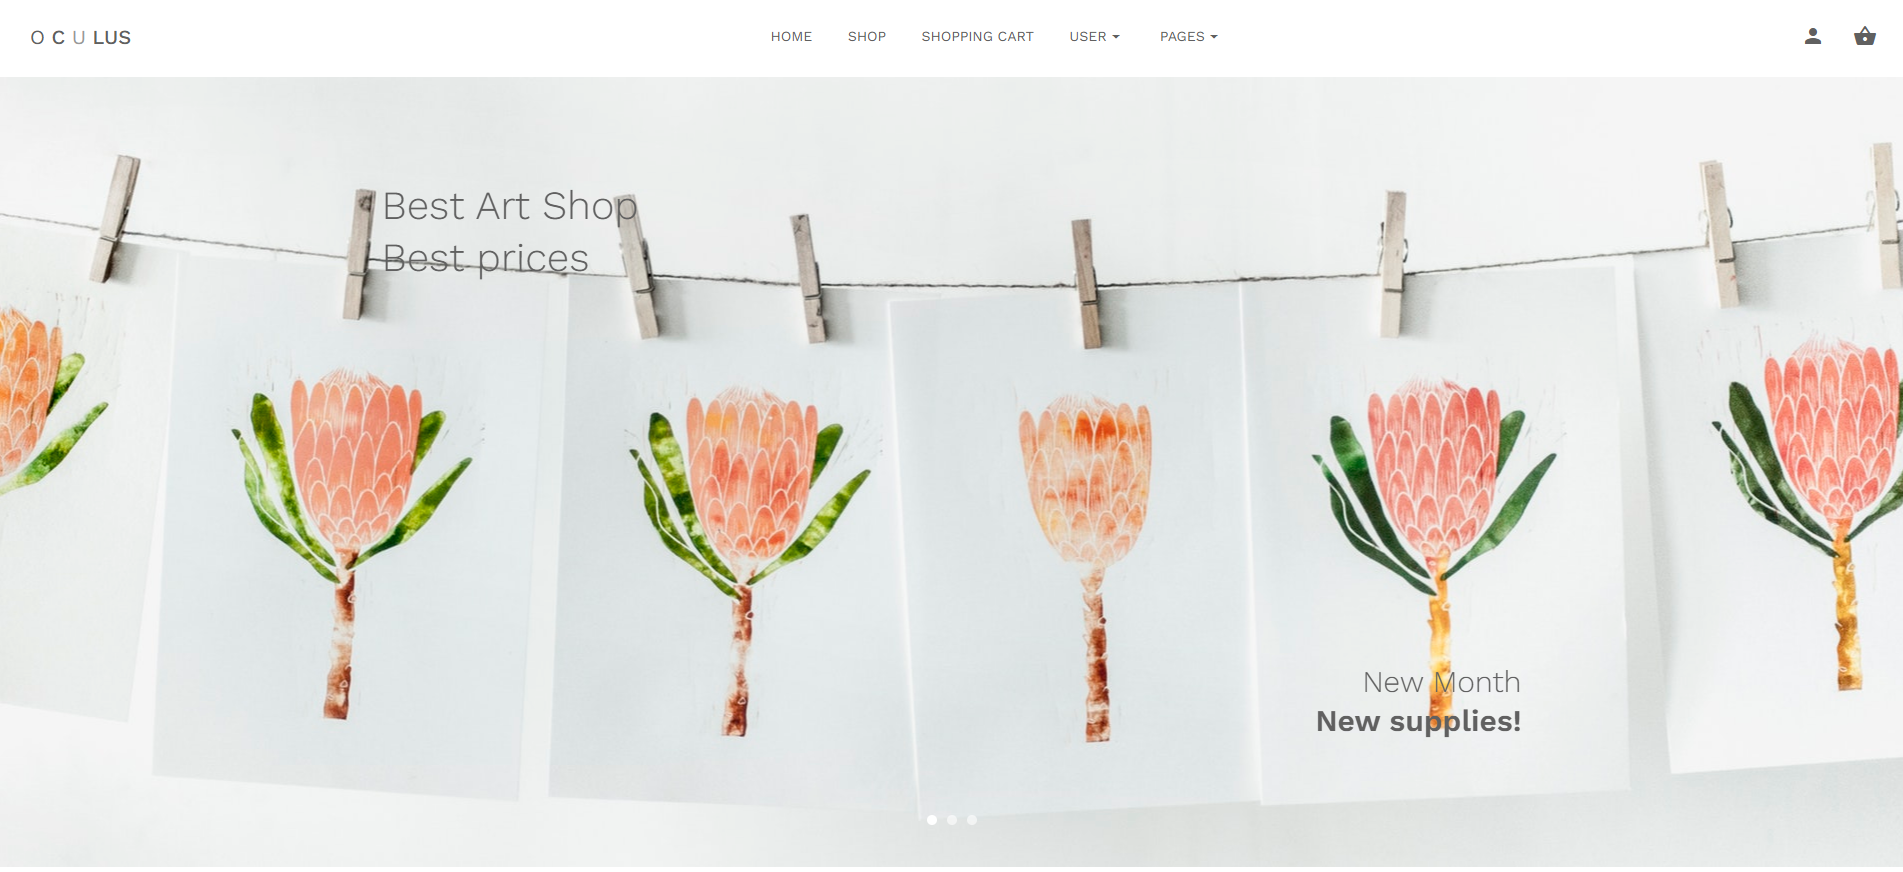 O C U LUS
HOME SHOP SHOPPING CART USER PAGES
Best Art Shop
Best prices
New Month
New supplies!